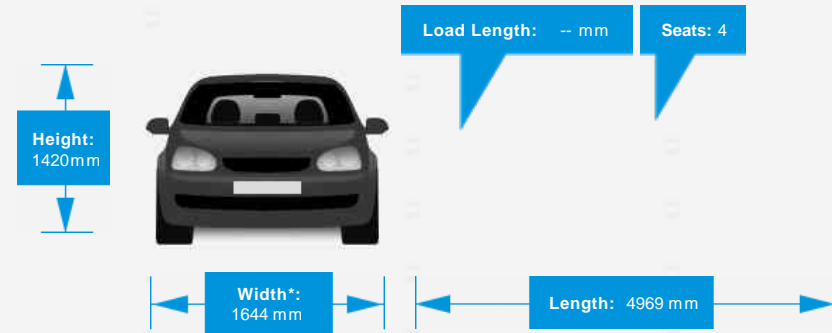 Load Length: -- mm
Seats: 4
Height:
1420mm
Width*:
1644 mm
Length: 4969 mm